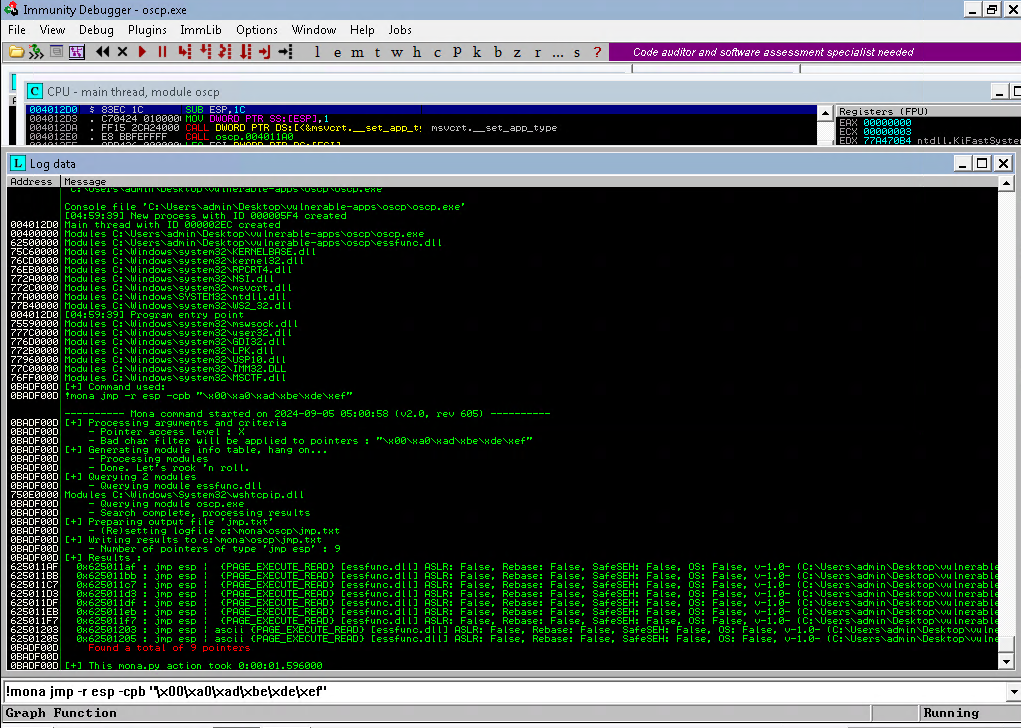 Immunity Debugger - oscp.exe
File View Debug Plugins ImmLib Options Window Help Jobs
l e m t w h c p k b z r ... s ?
Code auditor and software assessment specialist needed
C CPU - main thread, module oscp
004012D0 $ 83EC 1C SUB ESP,1C
004012D3 . C70424 010000 MOV DWORD PTR SS:[ESP],1
004012DA . FF15 2CA24000 CALL DWORD PTR DS:[<&msvcrt.__set_app_t msvcrt.__set_app_type
004012E0 . E8 BBFEFFFF CALL oscp.004011A0
Registers (FPU)
EAX 00000000
ECX 00000003
EDX 77A470B4 ntdll.KiFastSystem
L Log data
Address Message
C:\Users\admin\Desktop\vulnerable-apps\oscp\oscp.exe
Console file 'C:\Users\admin\Desktop\vulnerable-apps\oscp\oscp.exe'
[04:59:39] New process with ID 000005F4 created
004012D0 Main thread with ID 000002EC created
00400000 Modules C:\Users\admin\Desktop\vulnerable-apps\oscp\oscp.exe
62500000 Modules C:\Users\admin\Desktop\vulnerable-apps\oscp\essfunc.dll
75C60000 Modules C:\Windows\system32\KERNELBASE.dll
76CD0000 Modules C:\Windows\system32\kernel32.dll
76EB0000 Modules C:\Windows\system32\RPCRT4.dll
772A0000 Modules C:\Windows\system32\NSI.dll
772C0000 Modules C:\Windows\system32\msvcrt.dll
77A00000 Modules C:\Windows\SYSTEM32\ntdll.dll
77B40000 Modules C:\Windows\system32\WS2_32.dll
004012D0 [04:59:39] Program entry point
75590000 Modules C:\Windows\system32\mswsock.dll
777C0000 Modules C:\Windows\system32\user32.dll
776D0000 Modules C:\Windows\system32\GDI32.dll
772B0000 Modules C:\Windows\system32\LPK.dll
77960000 Modules C:\Windows\system32\USP10.dll
77C00000 Modules C:\Windows\system32\IMM32.DLL
76FF0000 Modules C:\Windows\system32\MSCTF.dll
0BADF00D [+] Command used:
0BADF00D !mona jmp -r esp -cpb "\x00\xa0\xad\xbe\xde\xef"
---------- Mona command started on 2024-09-05 05:00:58 (v2.0, rev 605) ----------
0BADF00D [+] Processing arguments and criteria
0BADF00D - Pointer access level : X
0BADF00D - Bad char filter will be applied to pointers : "\x00\xa0\xad\xbe\xde\xef"
0BADF00D [+] Generating module info table, hang on...
0BADF00D - Processing modules
0BADF00D - Done. Let's rock 'n roll.
0BADF00D [+] Querying 2 modules
0BADF00D - Querying module essfunc.dll
750E0000 Modules C:\Windows\System32\wshtcpip.dll
0BADF00D - Querying module oscp.exe
0BADF00D - Search complete, processing results
0BADF00D [+] Preparing output file 'jmp.txt'
0BADF00D - (Re)setting logfile c:\mona\oscp\jmp.txt
0BADF00D [+] Writing results to c:\mona\oscp\jmp.txt
0BADF00D - Number of pointers of type 'jmp esp' : 9
0BADF00D [+] Results :
625011AF 0x625011af : jmp esp | {PAGE_EXECUTE_READ} [essfunc.dll] ASLR: False, Rebase: False, SafeSEH: False, OS: False, v-1.0- (C:\Users\admin\Desktop\vulnerable
625011BB 0x625011bb : jmp esp | {PAGE_EXECUTE_READ} [essfunc.dll] ASLR: False, Rebase: False, SafeSEH: False, OS: False, v-1.0- (C:\Users\admin\Desktop\vulnerable
625011C7 0x625011c7 : jmp esp | {PAGE_EXECUTE_READ} [essfunc.dll] ASLR: False, Rebase: False, SafeSEH: False, OS: False, v-1.0- (C:\Users\admin\Desktop\vulnerable
625011D3 0x625011d3 : jmp esp | {PAGE_EXECUTE_READ} [essfunc.dll] ASLR: False, Rebase: False, SafeSEH: False, OS: False, v-1.0- (C:\Users\admin\Desktop\vulnerable
625011DF 0x625011df : jmp esp | {PAGE_EXECUTE_READ} [essfunc.dll] ASLR: False, Rebase: False, SafeSEH: False, OS: False, v-1.0- (C:\Users\admin\Desktop\vulnerable
625011EB 0x625011eb : jmp esp | {PAGE_EXECUTE_READ} [essfunc.dll] ASLR: False, Rebase: False, SafeSEH: False, OS: False, v-1.0- (C:\Users\admin\Desktop\vulnerable
625011F7 0x625011f7 : jmp esp | {PAGE_EXECUTE_READ} [essfunc.dll] ASLR: False, Rebase: False, SafeSEH: False, OS: False, v-1.0- (C:\Users\admin\Desktop\vulnerable
62501203 0x62501203 : jmp esp | ascii {PAGE_EXECUTE_READ} [essfunc.dll] ASLR: False, Rebase: False, SafeSEH: False, OS: False, v-1.0- (C:\Users\admin\Desktop\vulne
62501205 0x62501205 : jmp esp | ascii {PAGE_EXECUTE_READ} [essfunc.dll] ASLR: False, Rebase: False, SafeSEH: False, OS: False, v-1.0- (C:\Users\admin\Desktop\vulne
0BADF00D Found a total of 9 pointers
0BADF00D
0BADF00D [+] This mona.py action took 0:00:01.596000
!mona jmp -r esp -cpb "\x00\xa0\xad\xbe\xde\xef"
Graph Function
Running